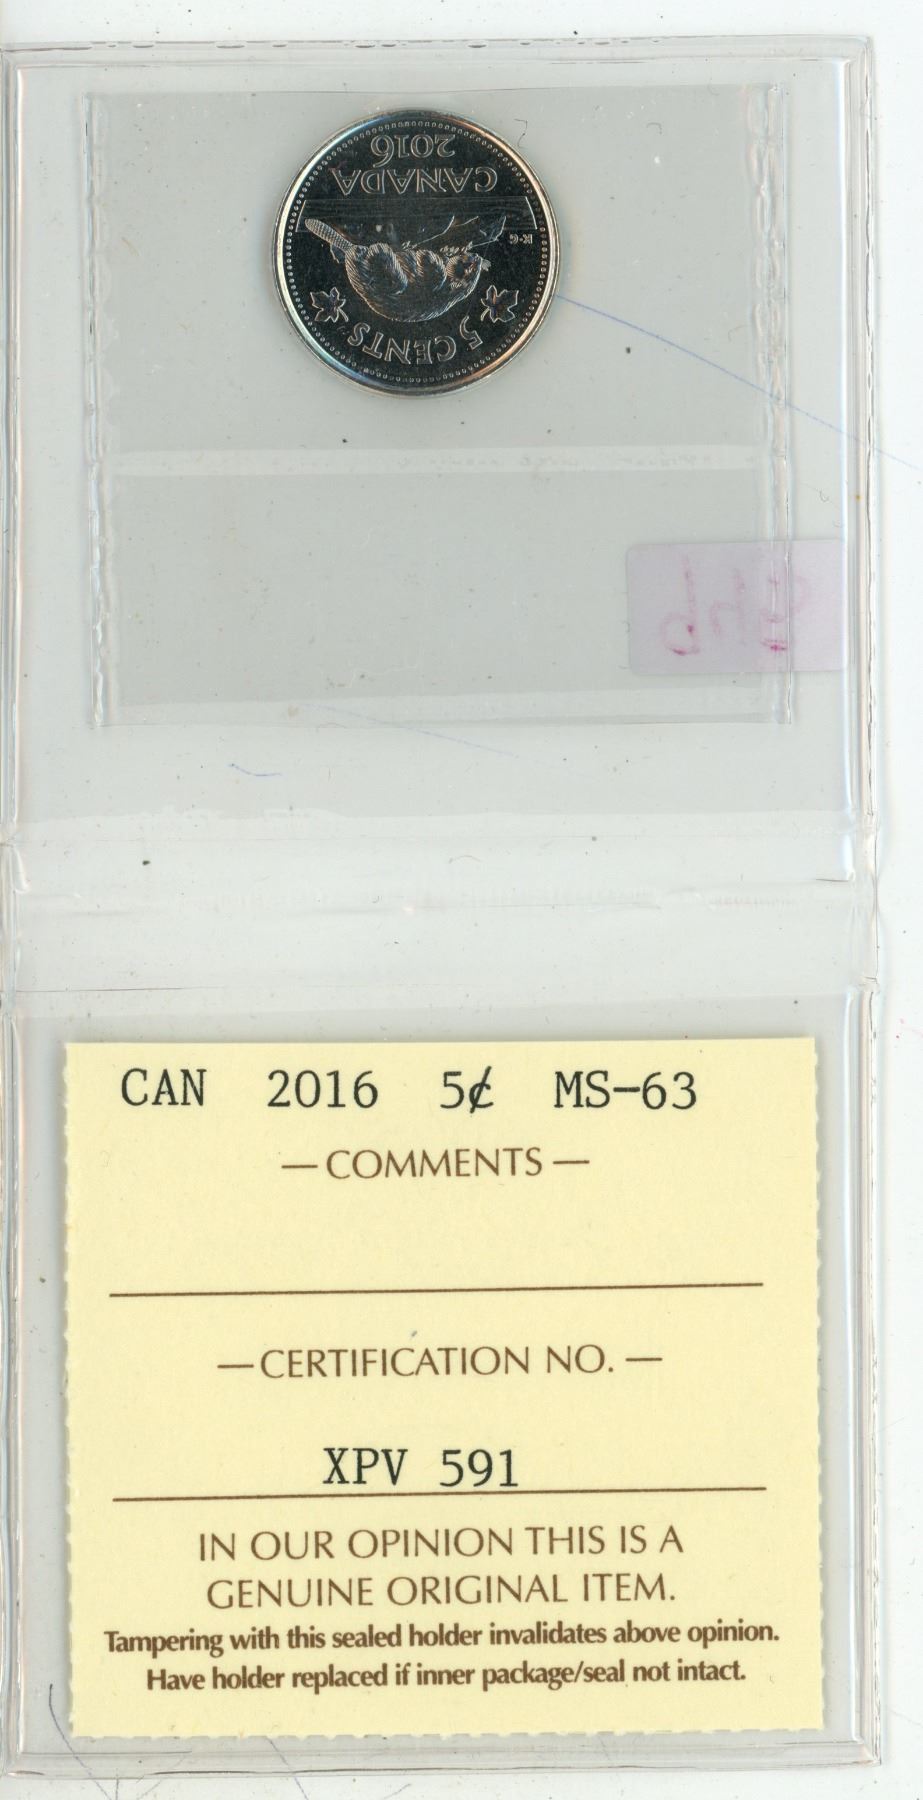 5 CENTS
K·G
CANADA
2016
CAN 2016 5¢ MS-63
— COMMENTS —
— CERTIFICATION NO. —
XPV 591
IN OUR OPINION THIS IS A
GENUINE ORIGINAL ITEM.
Tampering with this sealed holder invalidates above opinion.
Have holder replaced if inner package/seal not intact.